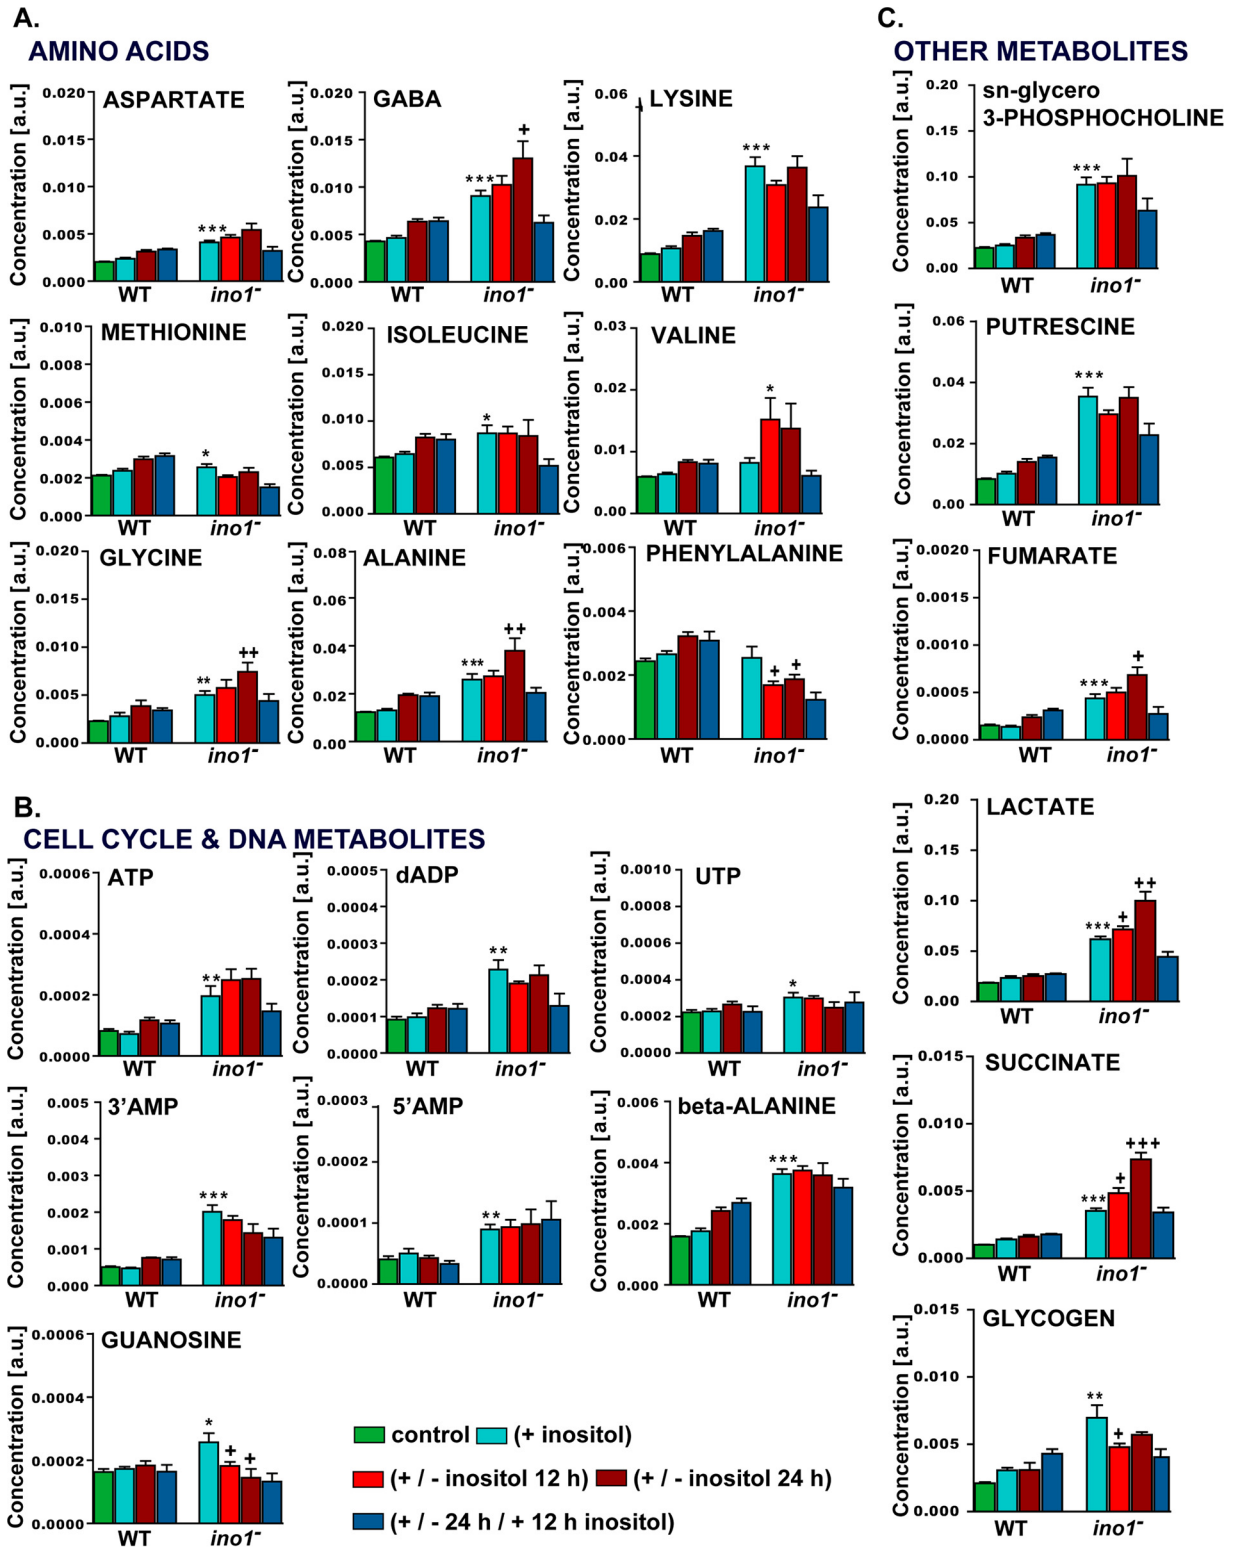 A.
AMINO ACIDS
ASPARTATE
Concentration [a.u.]
0.020
0.015
0.010
0.005
0.000
***
WT
ino1-
GABA
Concentration [a.u.]
0.020
0.015
0.010
0.005
0.000
***
+
WT
ino1-
LYSINE
Concentration [a.u.]
0.06
0.04
0.02
0.00
***
WT
ino1-
METHIONINE
Concentration [a.u.]
0.010
0.008
0.006
0.004
0.002
0.000
*
WT
ino1-
ISOLEUCINE
Concentration [a.u.]
0.020
0.015
0.010
0.005
0.000
*
WT
ino1-
VALINE
Concentration [a.u.]
0.03
0.02
0.01
0.00
*
WT
ino1-
GLYCINE
Concentration [a.u.]
0.020
0.015
0.010
0.005
0.000
**
++
WT
ino1-
ALANINE
Concentration [a.u.]
0.08
0.06
0.04
0.02
0.00
***
++
WT
ino1-
PHENYLALANINE
Concentration [a.u.]
0.006
0.004
0.002
0.000
+
+
WT
ino1-
B.
CELL CYCLE & DNA METABOLITES
ATP
Concentration [a.u.]
0.0006
0.0004
0.0002
0.0000
**
WT
ino1-
dADP
Concentration [a.u.]
0.0005
0.0004
0.0003
0.0002
0.0001
0.0000
**
WT
ino1-
UTP
Concentration [a.u.]
0.0010
0.0008
0.0006
0.0004
0.0002
0.0000
*
WT
ino1-
3’AMP
Concentration [a.u.]
0.005
0.004
0.003
0.002
0.001
0.000
***
WT
ino1-
5’AMP
Concentration [a.u.]
0.0003
0.0002
0.0001
0.0000
**
WT
ino1-
beta-ALANINE
Concentration [a.u.]
0.006
0.004
0.002
0.000
***
WT
ino1-
GUANOSINE
Concentration [a.u.]
0.0006
0.0004
0.0002
0.0000
*
+
+
WT
ino1-
control
(+ inositol)
(+ / - inositol 12 h)
(+ / - inositol 24 h)
(+ / - 24 h / + 12 h inositol)
C.
OTHER METABOLITES
sn-glycero
3-PHOSPHOCHOLINE
Concentration [a.u.]
0.20
0.15
0.10
0.05
0.00
***
WT
ino1-
PUTRESCINE
Concentration [a.u.]
0.06
0.04
0.02
0.00
***
WT
ino1-
FUMARATE
Concentration [a.u.]
0.0020
0.0015
0.0010
0.0005
0.0000
***
+
WT
ino1-
LACTATE
Concentration [a.u.]
0.20
0.15
0.10
0.05
0.00
***
+
++
WT
ino1-
SUCCINATE
Concentration [a.u.]
0.015
0.010
0.005
0.000
***
+
+++
WT
ino1-
GLYCOGEN
Concentration [a.u.]
0.015
0.010
0.005
0.000
**
+
WT
ino1-